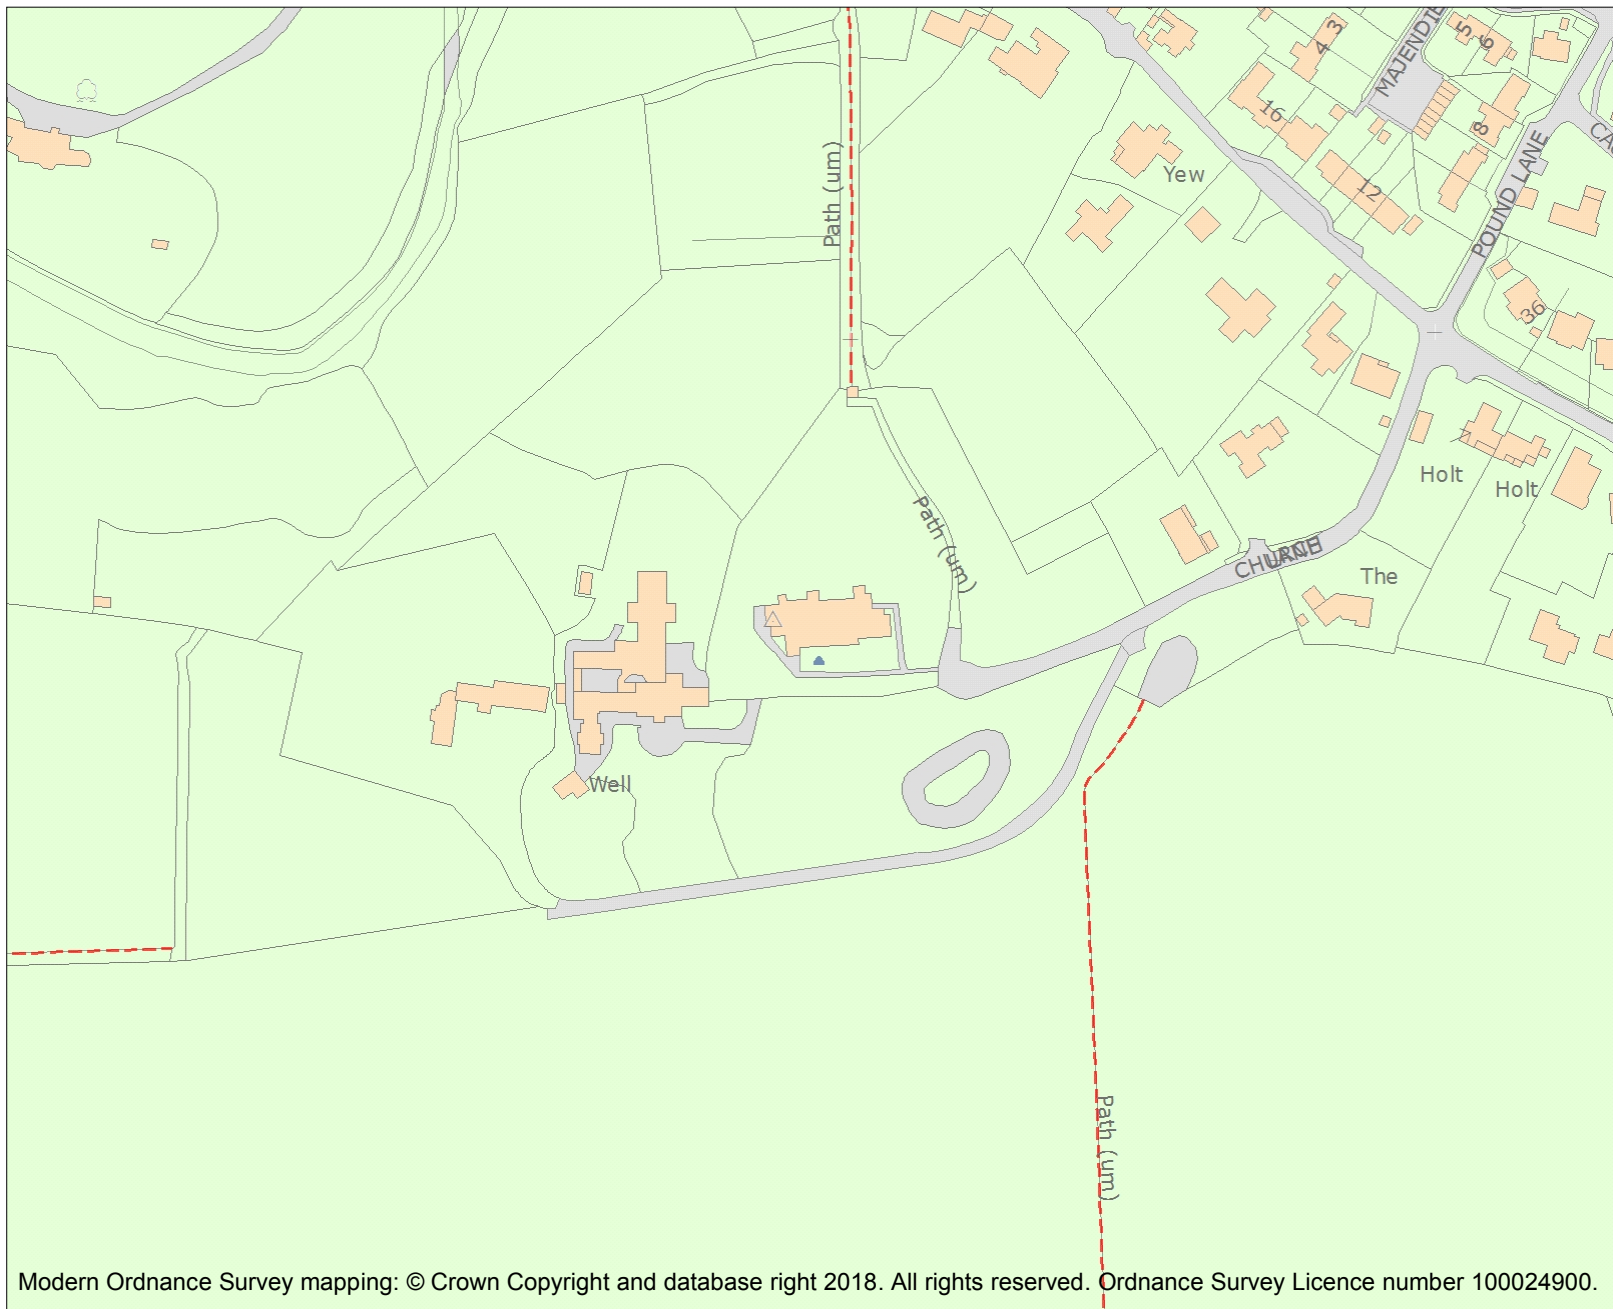 MAJENDIE
5
6
3
4
16
8
12
POUND LANE
Path (um)
Yew
36
7
Holt
Holt
Path (um)
CHURCH
LAND
The
Well
Path (um)
Modern Ordnance Survey mapping: © Crown Copyright and database right 2018. All rights reserved. Ordnance Survey Licence number 100024900.